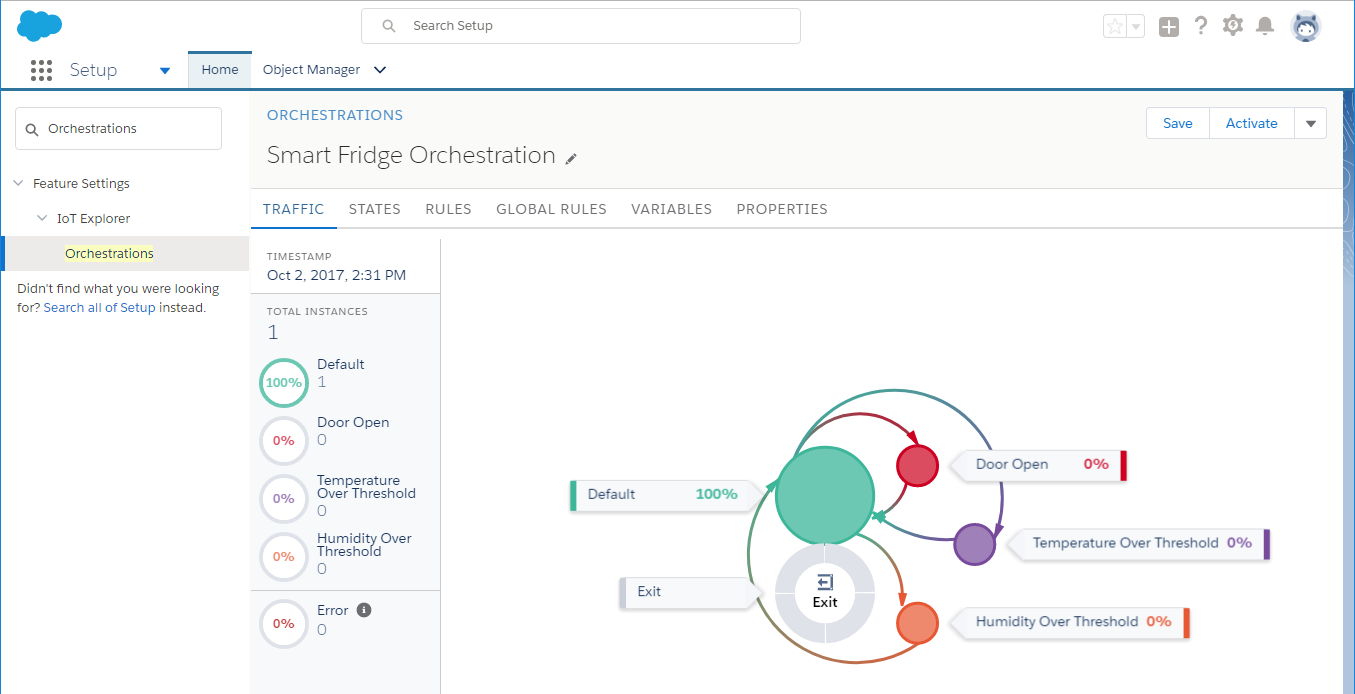 Search Setup
Setup
Home
Object Manager
Orchestrations
Feature Settings
IoT Explorer
Orchestrations
Didn't find what you were looking
for? Search all of Setup instead.
ORCHESTRATIONS
Smart Fridge Orchestration
Save
Activate
TRAFFIC
STATES
RULES
GLOBAL RULES
VARIABLES
PROPERTIES
TIMESTAMP
Oct 2, 2017, 2:31 PM
TOTAL INSTANCES
1
100%
Default
1
0%
Door Open
0
0%
Temperature
Over Threshold
0
0%
Humidity Over
Threshold
0
0%
Error
0
Default 100%
Door Open 0%
Temperature Over Threshold 0%
Exit
Exit
Humidity Over Threshold 0%